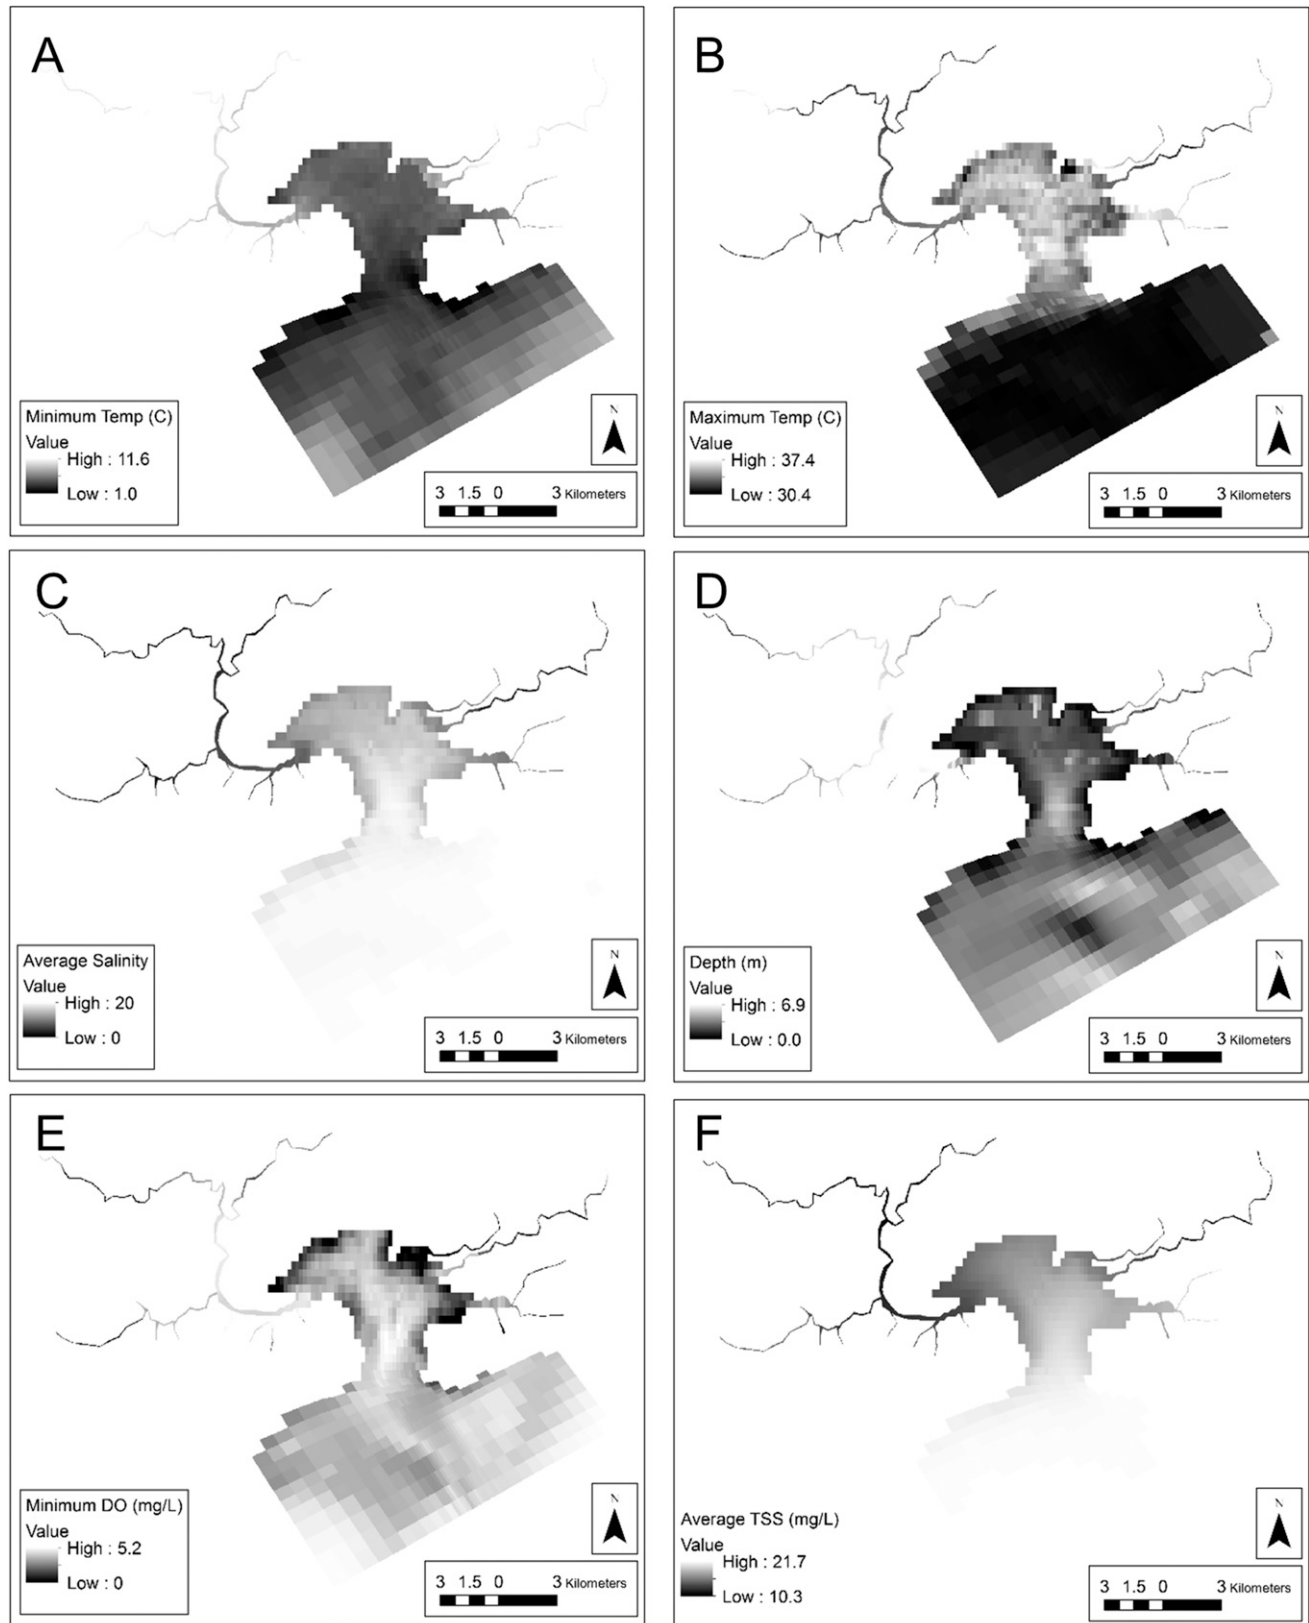 A
Minimum Temp (C)
Value
High : 11.6
Low : 1.0
N
3 1.5 0 3 Kilometers
B
Maximum Temp (C)
Value
High : 37.4
Low : 30.4
N
3 1.5 0 3 Kilometers
C
Average Salinity
Value
High : 20
Low : 0
N
3 1.5 0 3 Kilometers
D
Depth (m)
Value
High : 6.9
Low : 0.0
N
3 1.5 0 3 Kilometers
E
Minimum DO (mg/L)
Value
High : 5.2
Low : 0
N
3 1.5 0 3 Kilometers
F
Average TSS (mg/L)
Value
High : 21.7
Low : 10.3
N
3 1.5 0 3 Kilometers